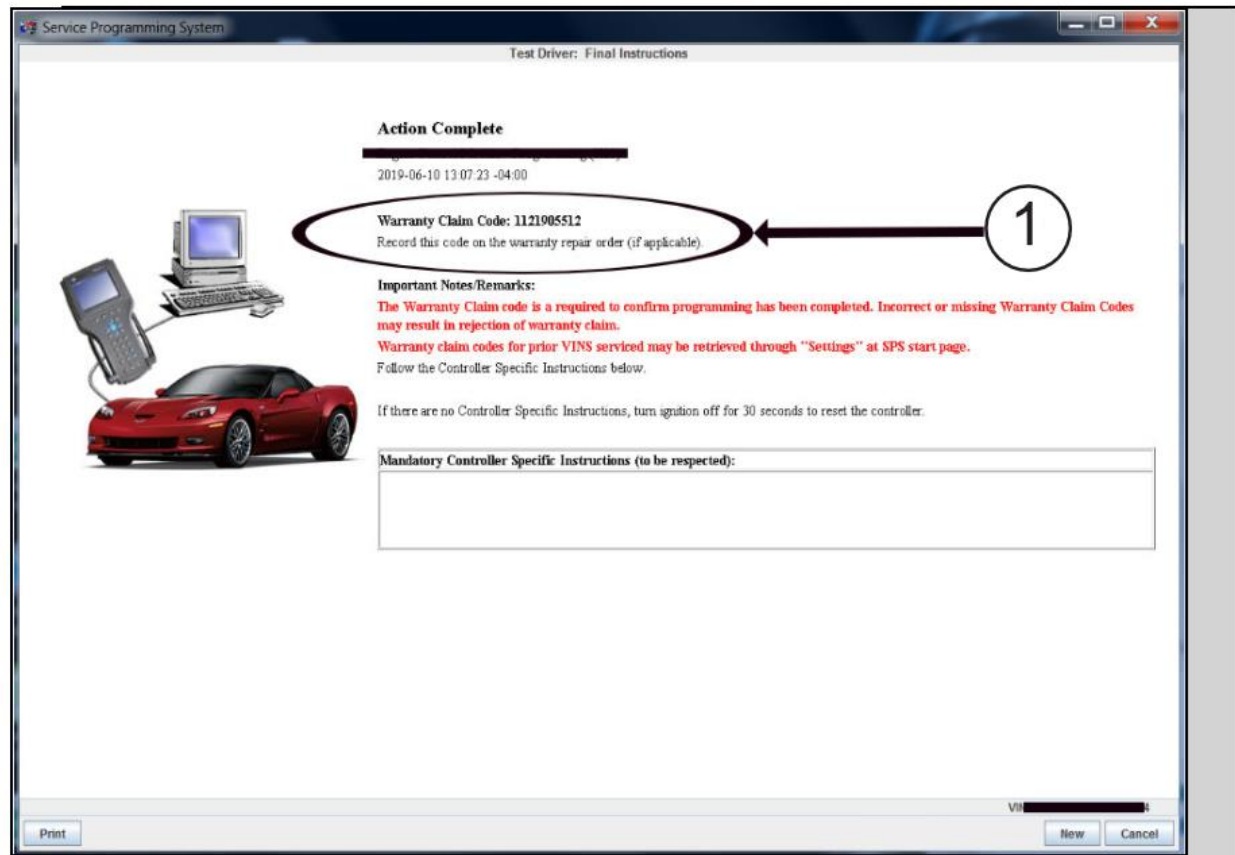 Service Programming System
Test Driver: Final Instructions
Action Complete
2019-06-10 13:07:23 -04:00
Warranty Claim Code: 1121905512
Record this code on the warranty repair order (if applicable).
1
Important Notes/Remarks:
The Warranty Claim code is a required to confirm programming has been completed. Incorrect or missing Warranty Claim Codes
may result in rejection of warranty claim.
Warranty claim codes for prior VINS serviced may be retrieved through "Settings" at SPS start page.
Follow the Controller Specific Instructions below.
If there are no Controller Specific Instructions, turn ignition off for 30 seconds to reset the controller.
Mandatory Controller Specific Instructions (to be respected):
Print
New
Cancel